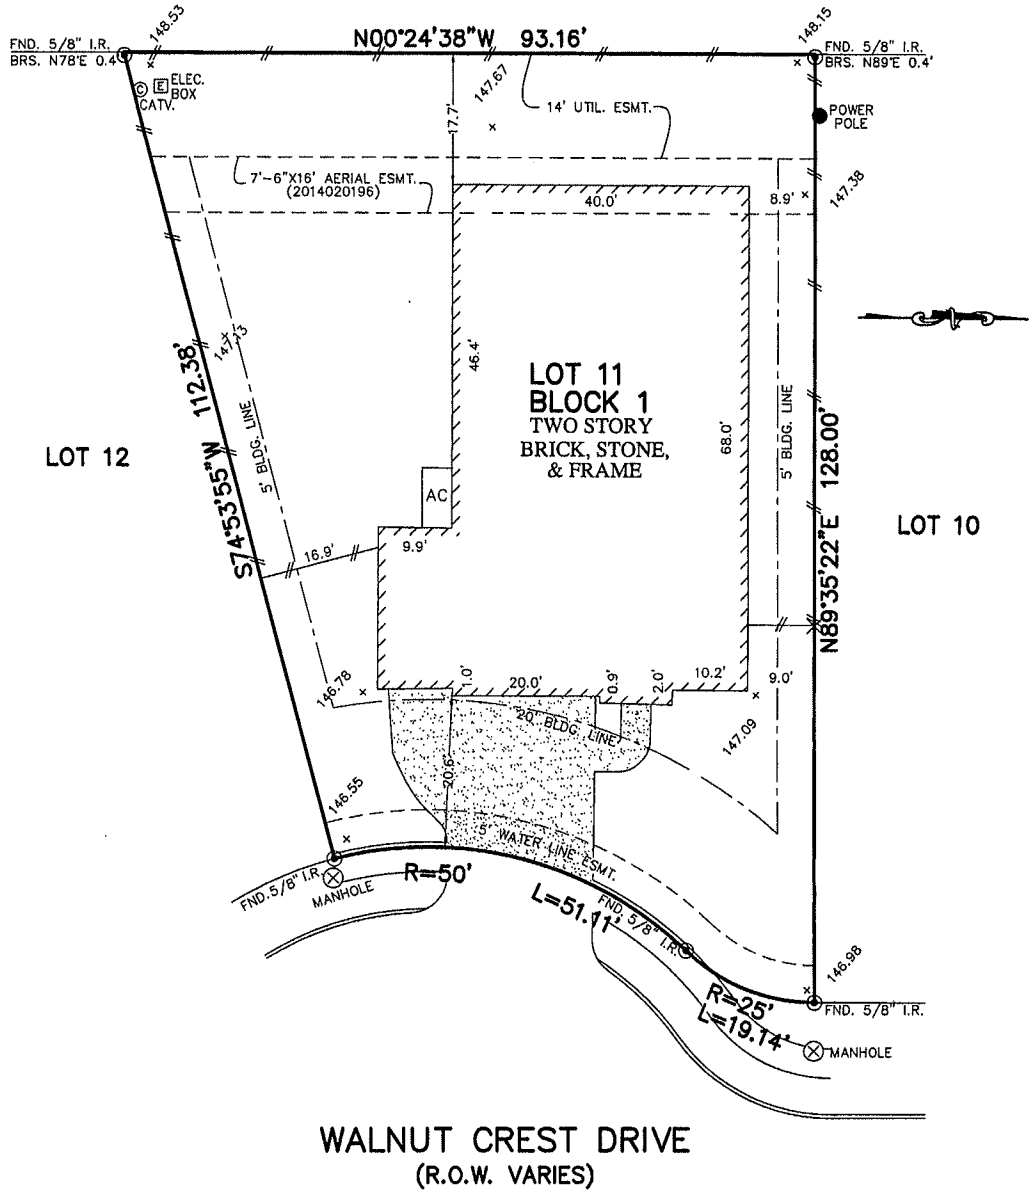 148.53
148.15
N00°24'38"W 93.16'
FND. 5/8" I.R.
BRS. N78°E 0.4'
FND. 5/8" I.R.
BRS. N89°E 0.4'
C
CATV.
E
ELEC.
BOX
17.7'
147.67
14' UTIL. ESMT.
POWER
POLE
7'-6"X16' AERIAL ESMT.
(2014020196)
40.0'
8.9'
147.38
147.13
46.4'
LOT 11
BLOCK 1
TWO STORY
BRICK, STONE,
& FRAME
68.0'
5' BLDG. LINE
5' BLDG. LINE
S74°53'55"W 112.38'
N89°35'22"E 128.00'
LOT 12
LOT 10
AC
9.9'
16.9'
146.78
1.0'
20.0'
0.9'
2.0'
10.2'
9.0'
20' BLDG. LINE
147.09
20.6'
146.55
5' WATER LINE ESMT.
FND. 5/8" I.R.
MANHOLE
R=50'
L=51.11'
FND. 5/8" I.R.
146.98
R=25'
L=19.14'
FND. 5/8" I.R.
MANHOLE
WALNUT CREST DRIVE
(R.O.W. VARIES)